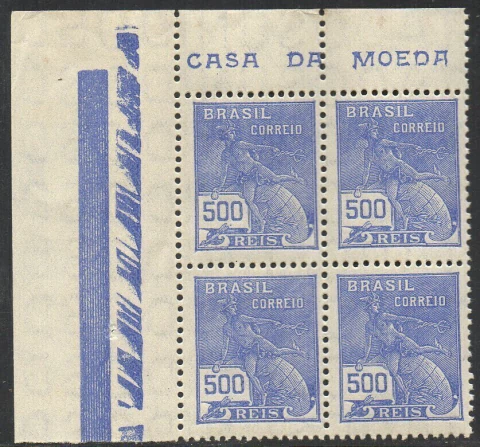 CASA DA MOEDA
BRASIL
CORREIO
500
REIS
BRASIL
CORREIO
500
REIS
BRASIL
CORREIO
500
REIS
BRASIL
CORREIO
500
REIS